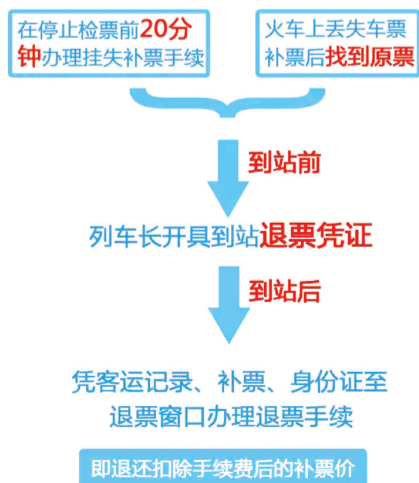 在停止检票前20分
钟办理挂失补票手续
火车上丢失车票
补票后找到原票
到站前
列车长开具到站退票凭证
到站后
凭客运记录、补票、身份证至
退票窗口办理退票手续
即退还扣除手续费后的补票价